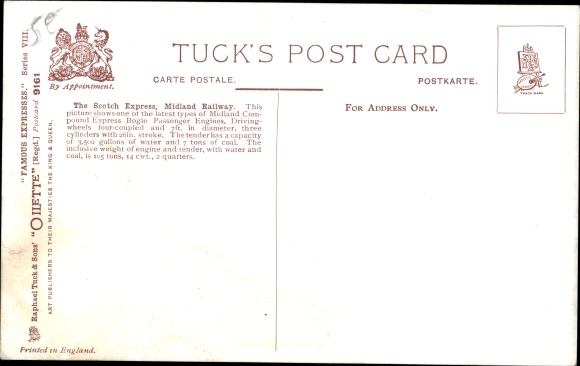 5c
TUCK'S POST CARD
CARTE POSTALE.
POSTKARTE.
By Appointment.
FOR ADDRESS ONLY.
TRADE MARK
The Scotch Express, Midland Railway. This
picture shows one of the latest types of Midland Com-
pound Express Bogie Passenger Engines, Driving-
wheels four-coupled and 7ft. in diameter, three
cylinders with 26in. stroke. The tender has a capacity
of 3,500 gallons of water and 7 tons of coal. The
inclusive weight of engine and tender, with water and
coal, is 105 tons, 14 cwt., 2 quarters.
"FAMOUS EXPRESSES." Series VIII.
Raphael Tuck & Sons' "OILETTE" [Regd.] Postcard 9161
ART PUBLISHERS TO THEIR MAJESTIES THE KING & QUEEN.
Printed in England.